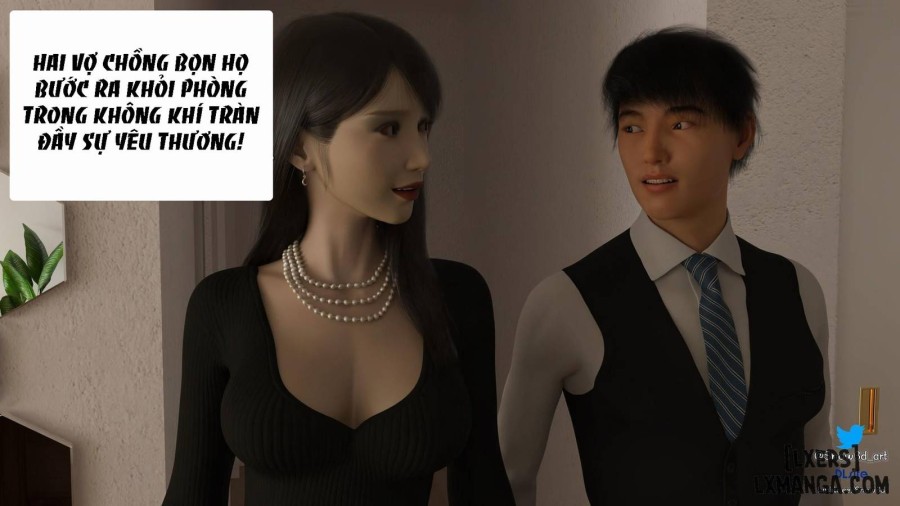 HAI VỢ CHỒNG BỌN HỌ
BƯỚC RA KHỎI PHÒNG
TRONG KHÔNG KHÍ TRÀN
ĐẦY SỰ YÊU THƯƠNG!
[LXERS]
LXMANGA.COM